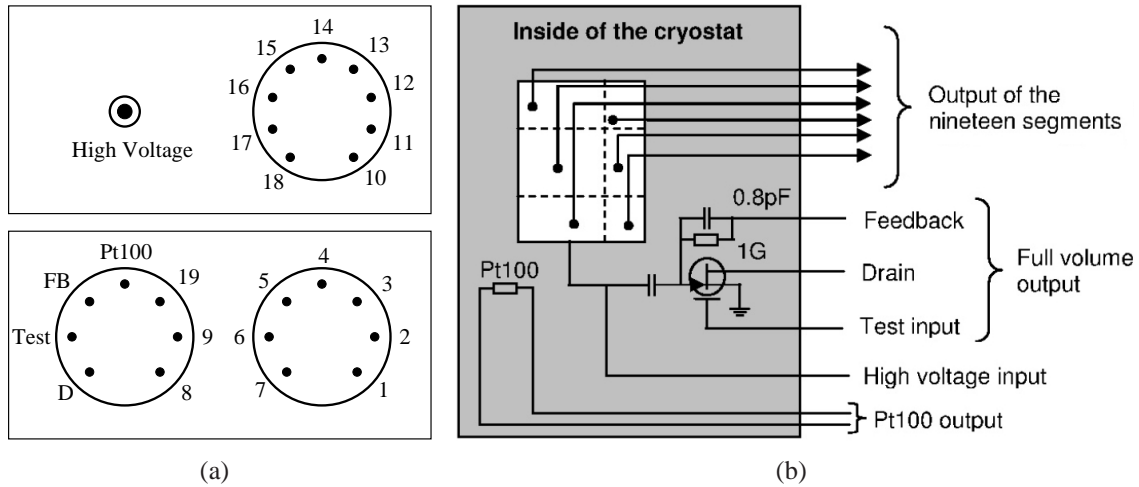 14
15
13
16
12
High Voltage
17
11
18
10
Pt100
FB
19
Test
9
D
8
4
5
3
6
2
7
1
(a)
Inside of the cryostat
Output of the
nineteen segments
0.8pF
Feedback
1G
Pt100
Drain
Full volume
output
Test input
High voltage input
Pt100 output
(b)